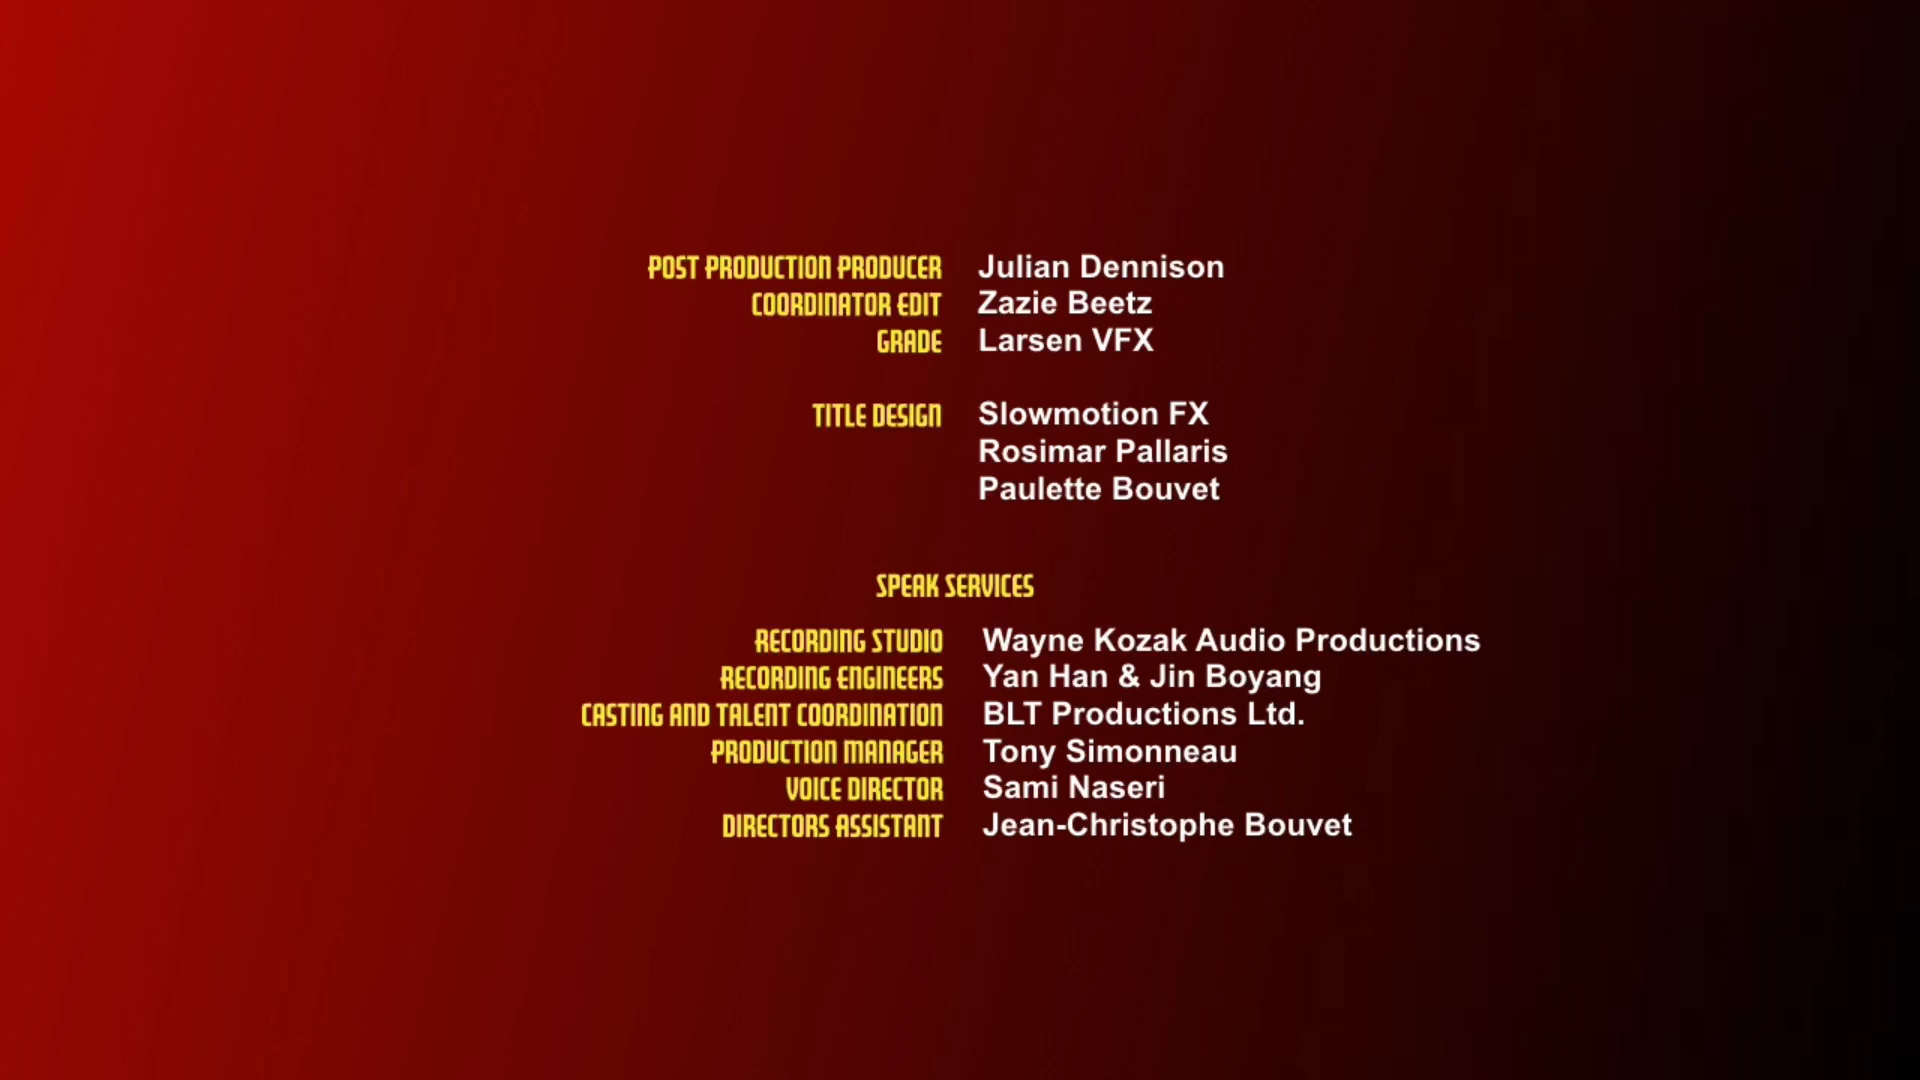 POST PRODUCTION PRODUCER Julian Dennison
COORDINATOR EDIT Zazie Beetz
GRADE Larsen VFX
TITLE DESIGN Slowmotion FX
Rosimar Pallaris
Paulette Bouvet
SPEAK SERVICES
RECORDING STUDIO Wayne Kozak Audio Productions
RECORDING ENGINEERS Yan Han & Jin Boyang
CASTING AND TALENT COORDINATION BLT Productions Ltd.
PRODUCTION MANAGER Tony Simonneau
VOICE DIRECTOR Sami Naseri
DIRECTORS ASSISTANT Jean-Christophe Bouvet